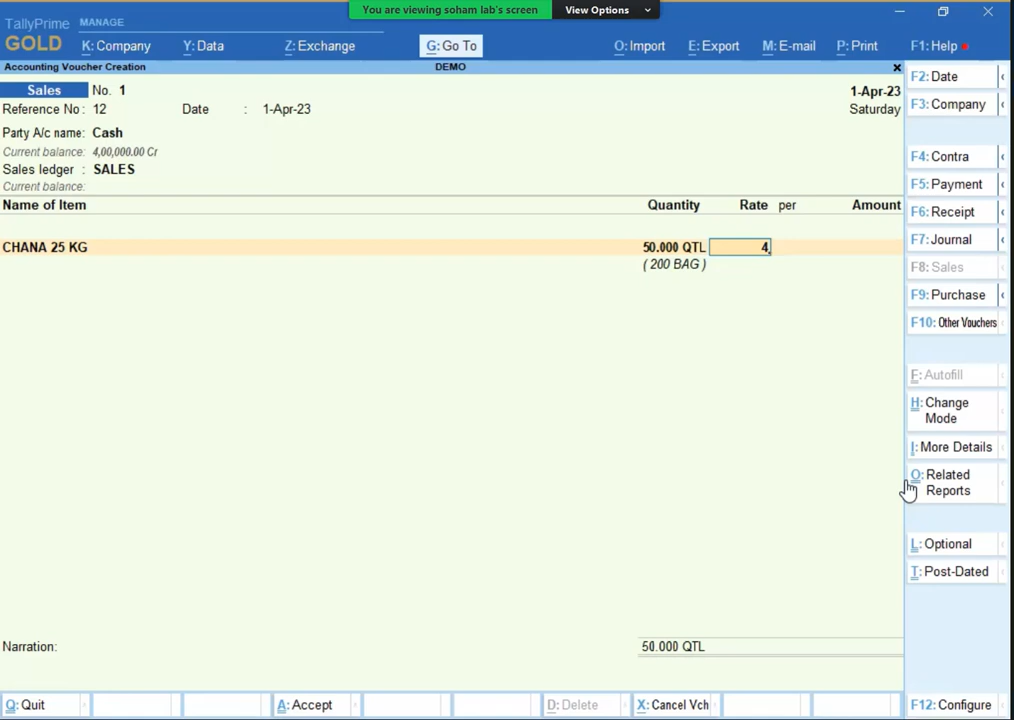 You are viewing soham lab's screen View Options
TallyPrime MANAGE
GOLD K: Company Y: Data Z: Exchange G: Go To O: Import E: Export M: E-mail P: Print F1: Help
Accounting Voucher Creation DEMO
Sales No. 1 1-Apr-23
Reference No : 12 Date : 1-Apr-23 Saturday
Party A/c name: Cash
Current balance: 4,00,000.00 Cr
Sales ledger : SALES
Current balance:
Name of Item Quantity Rate per Amount
CHANA 25 KG 50.000 QTL 4,
( 200 BAG )
Narration: 50.000 QTL
F2: Date
F3: Company
F4: Contra
F5: Payment
F6: Receipt
F7: Journal
F8: Sales
F9: Purchase
F10: Other Vouchers
F: Autofill
H: Change
Mode
I: More Details
O: Related
Reports
L: Optional
T: Post-Dated
Q: Quit A: Accept D: Delete X: Cancel Vch F12: Configure